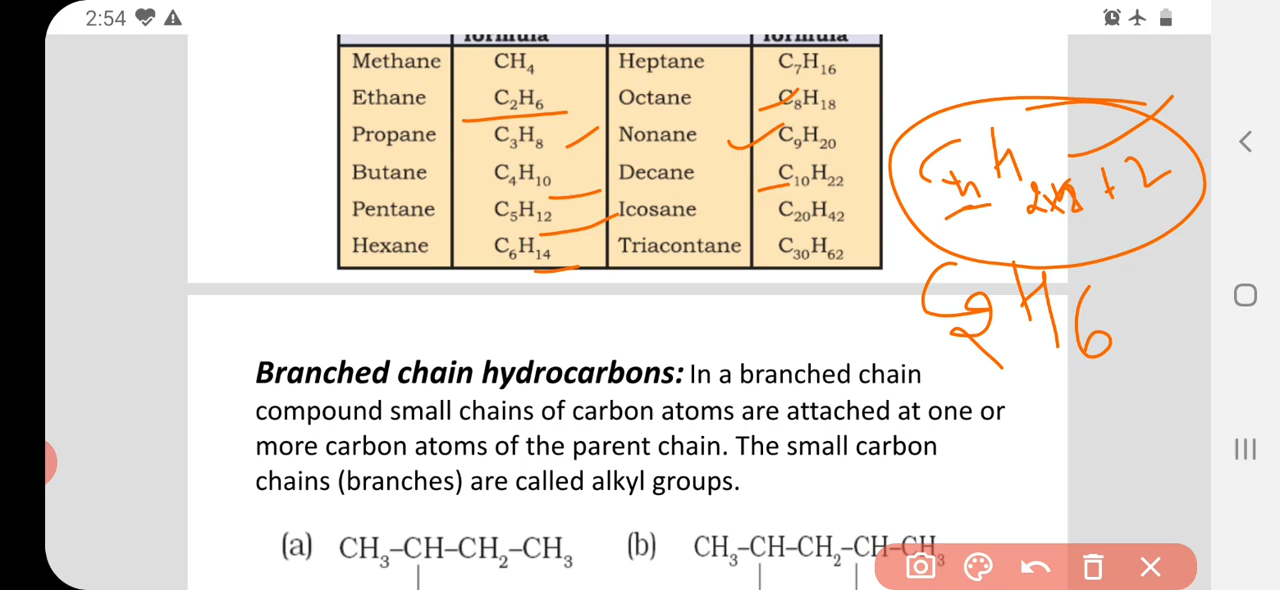 2:54
formula formula
Methane CH₄ Heptane C₇H₁₆
Ethane C₂H₆ Octane C₈H₁₈
Propane C₃H₈ Nonane C₉H₂₀
Butane C₄H₁₀ Decane C₁₀H₂₂
Pentane C₅H₁₂ Icosane C₂₀H₄₂
Hexane C₆H₁₄ Triacontane C₃₀H₆₂
C₂H₆
Branched chain hydrocarbons: In a branched chain
compound small chains of carbon atoms are attached at one or
more carbon atoms of the parent chain. The small carbon
chains (branches) are called alkyl groups.
(a) CH₃–CH–CH₂–CH₃ (b) CH₃–CH–CH₂–CH–CH₃